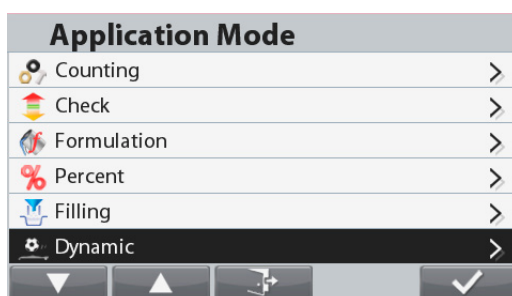 Application Mode
Counting
Check
Formulation
Percent
Filling
Dynamic